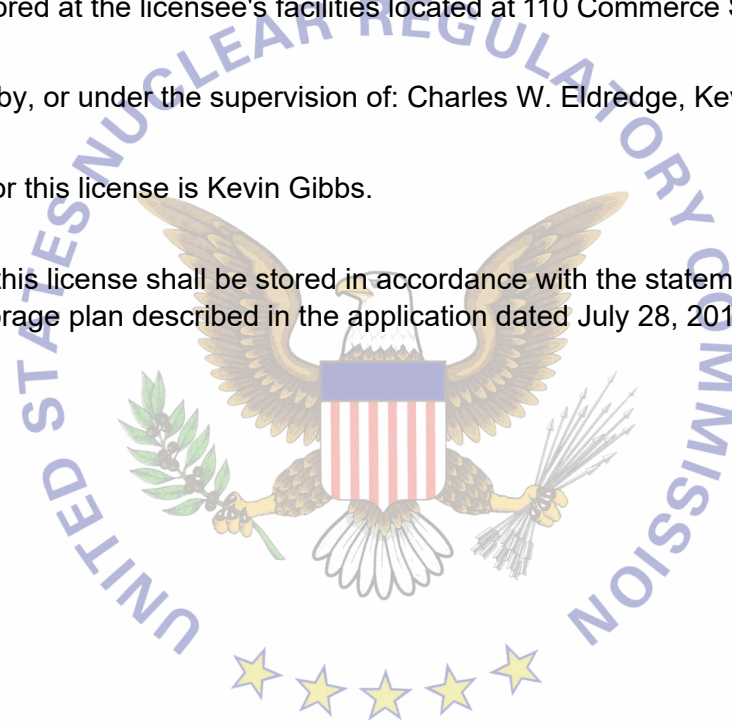 ored at the licensee's facilities located at 110 Commerce S
by, or under the supervision of: Charles W. Eldredge, Kev
or this license is Kevin Gibbs.
this license shall be stored in accordance with the statem
orage plan described in the application dated July 28, 201
UNITED STATES NUCLEAR REGULATORY COMMISSION